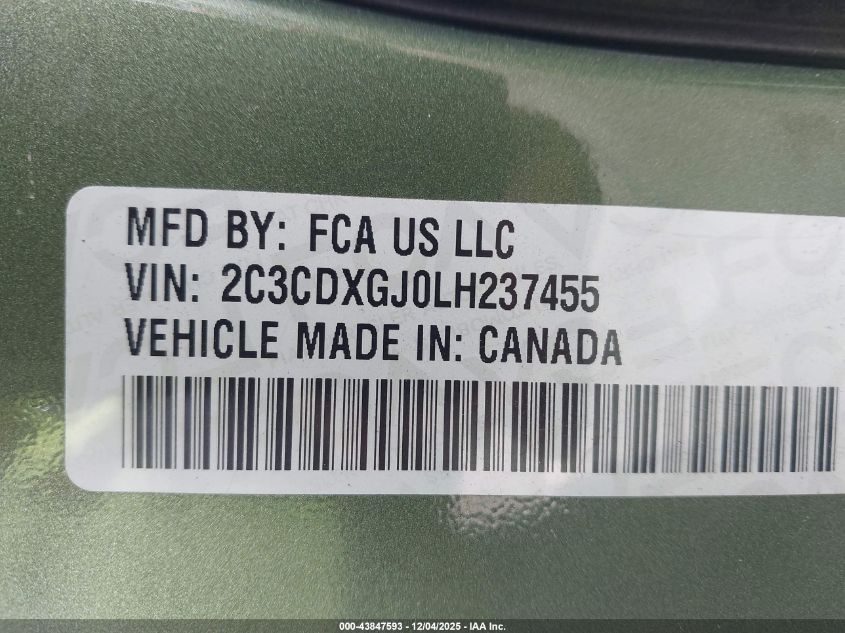 MFD BY: FCA US LLC
VIN: 2C3CDXGJ0LH237455
VEHICLE MADE IN: CANADA
000-43847593 - 12/04/2025 - IAA Inc.